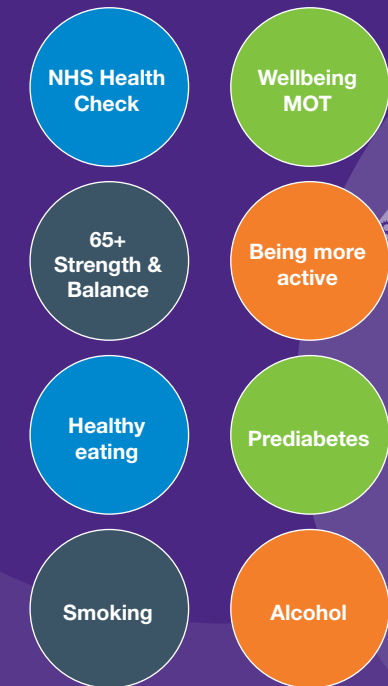 NHS Health
Check
Wellbeing
MOT
65+
Strength &
Balance
Being more
active
Healthy
eating
Prediabetes
Smoking
Alcohol